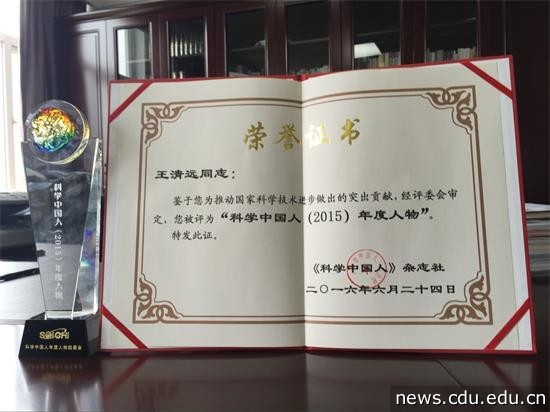 荣誉证书
王清远同志：
鉴于您为推动国家科学技术进步做出的突出贡献，经评委会审
定，您被评为“科学中国人（2015）年度人物”。
特发此证。
《科学中国人》杂志社
二〇一六年六月二十四日
科学中国人（2015）年度人物
科学中国人年度人物组委会
news.cdu.edu.cn